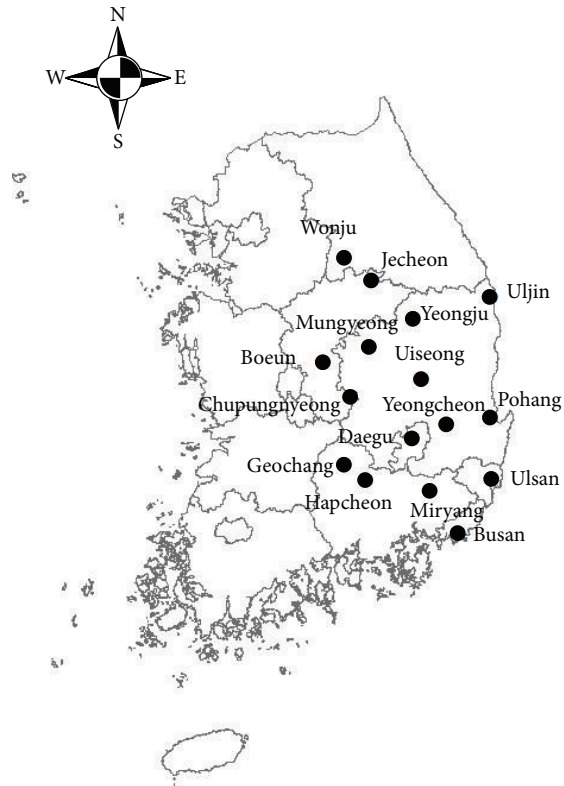 N
W
E
S
Wonju
Jecheon
Uljin
Yeongju
Mungyeong
Boeun
Uiseong
Chupungnyeong
Pohang
Yeongcheon
Daegu
Geochang
Hapcheon
Ulsan
Miryang
Busan